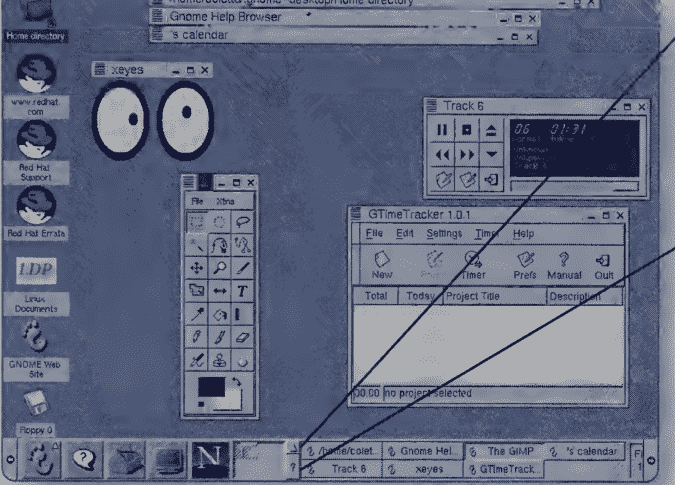 Home directory
Gnome Help Browser
's calendar
xeyes
www.redhat.com
Red Hat Support
Red Hat Errata
LDP
Linux Documents
GNOME Web Site
Floppy 0
Track 6
06 01:31
File Xtns
GTimeTracker 1.0.1
File Edit Settings Timer Help
New Timer Prefs Manual Quit
Total Today Project Title Description
00:00 no project selected
N
/home/colet... Gnome Hel... The GIMP 's calendar
Track 6 xeyes GTimeTrack...